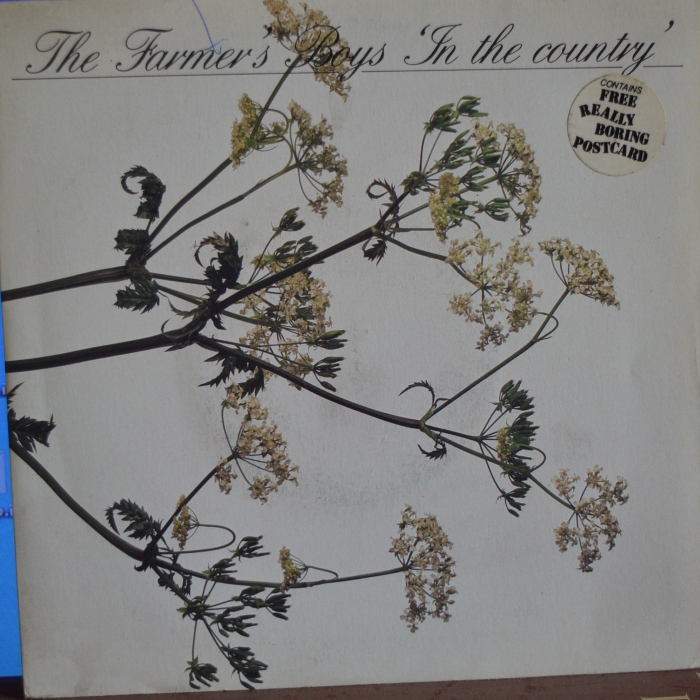 The Farmer's Boys 'In the country'
CONTAINS
FREE
REALLY
BORING
POSTCARD